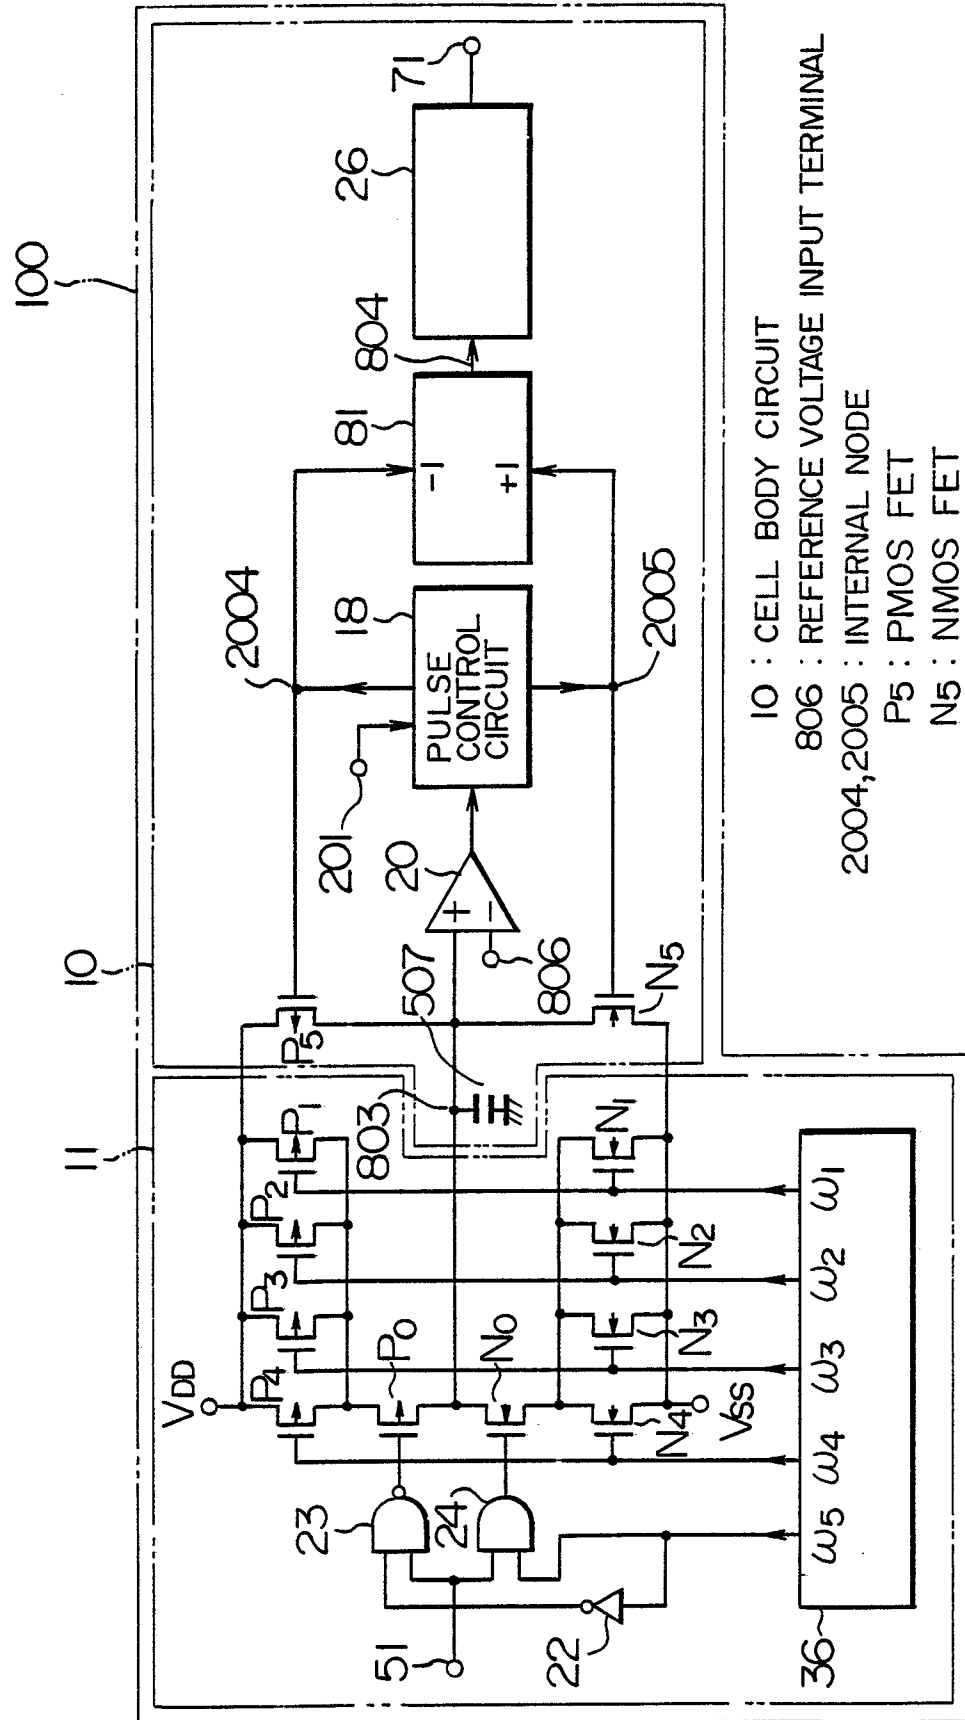 100
10
11
71
26
804
81
-1
+1
2004
18
PULSE
CONTROL
CIRCUIT
2005
201
20
+
−
806
507
803
P5
N5
P1
P2
P3
P4
VDD
P0
N0
N1
N2
N3
N4
VSS
23
24
51
22
36
ω1
ω2
ω3
ω4
ω5
10 : CELL BODY CIRCUIT
806 : REFERENCE VOLTAGE INPUT TERMINAL
2004,2005 : INTERNAL NODE
P5 : PMOS FET
N5 : NMOS FET